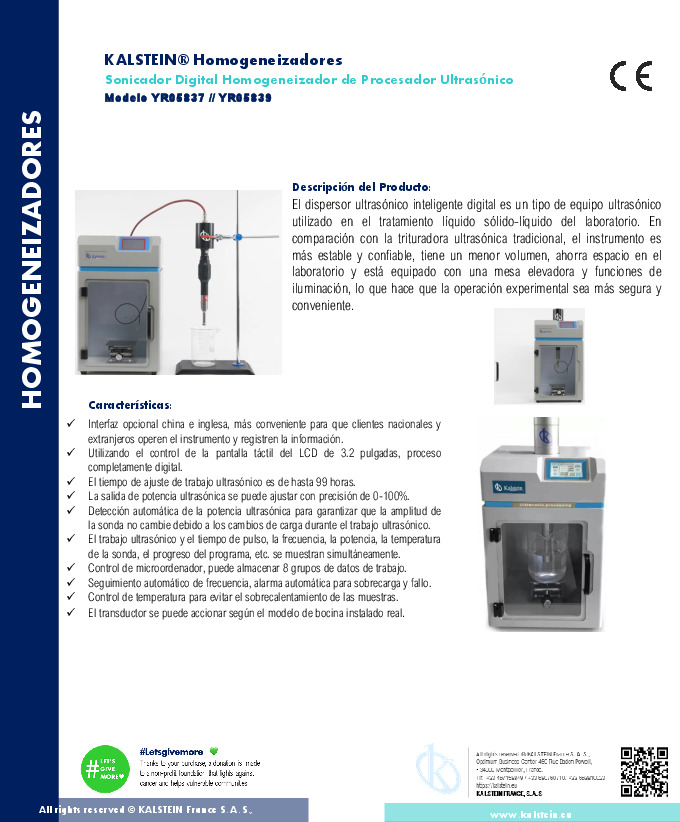 KALSTEIN® Homogeneizadores
Sonicador Digital Homogeneizador de Procesador Ultrasónico
Modelo YR05837 // YR05839
CE
HOMOGENEIZADORES
Descripción del Producto:
El dispersor ultrasónico inteligente digital es un tipo de equipo ultrasónico
utilizado en el tratamiento líquido sólido-líquido del laboratorio. En
comparación con la trituradora ultrasónica tradicional, el instrumento es
más estable y confiable, tiene un menor volumen, ahorra espacio en el
laboratorio y está equipado con una mesa elevadora y funciones de
iluminación, lo que hace que la operación experimental sea más segura y
conveniente.
Características:
✓ Interfaz opcional china e inglesa, más conveniente para que clientes nacionales y
extranjeros operen el instrumento y registren la información.
✓ Utilizando el control de la pantalla táctil del LCD de 3.2 pulgadas, proceso
completamente digital.
✓ El tiempo de ajuste de trabajo ultrasónico es de hasta 99 horas.
✓ La salida de potencia ultrasónica se puede ajustar con precisión de 0-100%.
✓ Detección automática de la potencia ultrasónica para garantizar que la amplitud de
la sonda no cambie debido a los cambios de carga durante el trabajo ultrasónico.
✓ El trabajo ultrasónico y el tiempo de pulso, la frecuencia, la potencia, la temperatura
de la sonda, el progreso del programa, etc. se muestran simultáneamente.
✓ Control de microordenador, puede almacenar 8 grupos de datos de trabajo.
✓ Seguimiento automático de frecuencia, alarma automática para sobrecarga y fallo.
✓ Control de temperatura para evitar el sobrecalentamiento de las muestras.
✓ El transductor se puede accionar según el modelo de bocina instalado real.
Kalstein
#LET'S
GIVE
MORE
#Letsgivemore
Thanks to your purchase, a donation is made
to a non-profit foundation that fights against
cancer and helps vulnerable communities
All rights reserved ©KALSTEIN France S. A. S.,
https://kalstein.eu
KALSTEIN FRANCE, S.A.S
All rights reserved © KALSTEIN France S.A.S.,
www.kalstein.eu